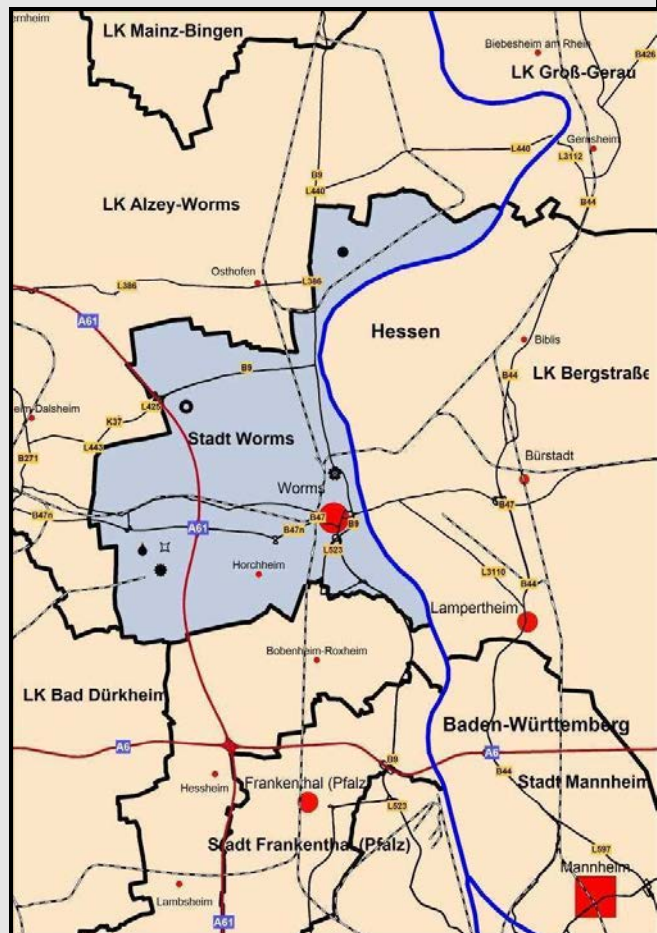 ernheim
LK Mainz-Bingen
Biebesheim am Rhein
B426
LK Groß-Gerau
Gernsheim
L440
L3112
B9
L440
B44
LK Alzey-Worms
Osthofen
L386
L386
A61
Hessen
Biblis
B9
B44
LK Bergstraße
eim-Dalsheim
L425
K37
Stadt Worms
L443
B271
Bürstadt
Worms
B47
B47n
B47
B9
A61
B47n
L523
L3110
B44
Horchheim
Lampertheim
Bobenheim-Roxheim
LK Bad Dürkheim
Baden-Württemberg
A6
A6
B9
B44
Stadt Mannheim
Hessheim
Frankenthal (Pfalz
L523
Stadt Frankenthal (Pfalz)
L597
Mannheim
Lambsheim
A61